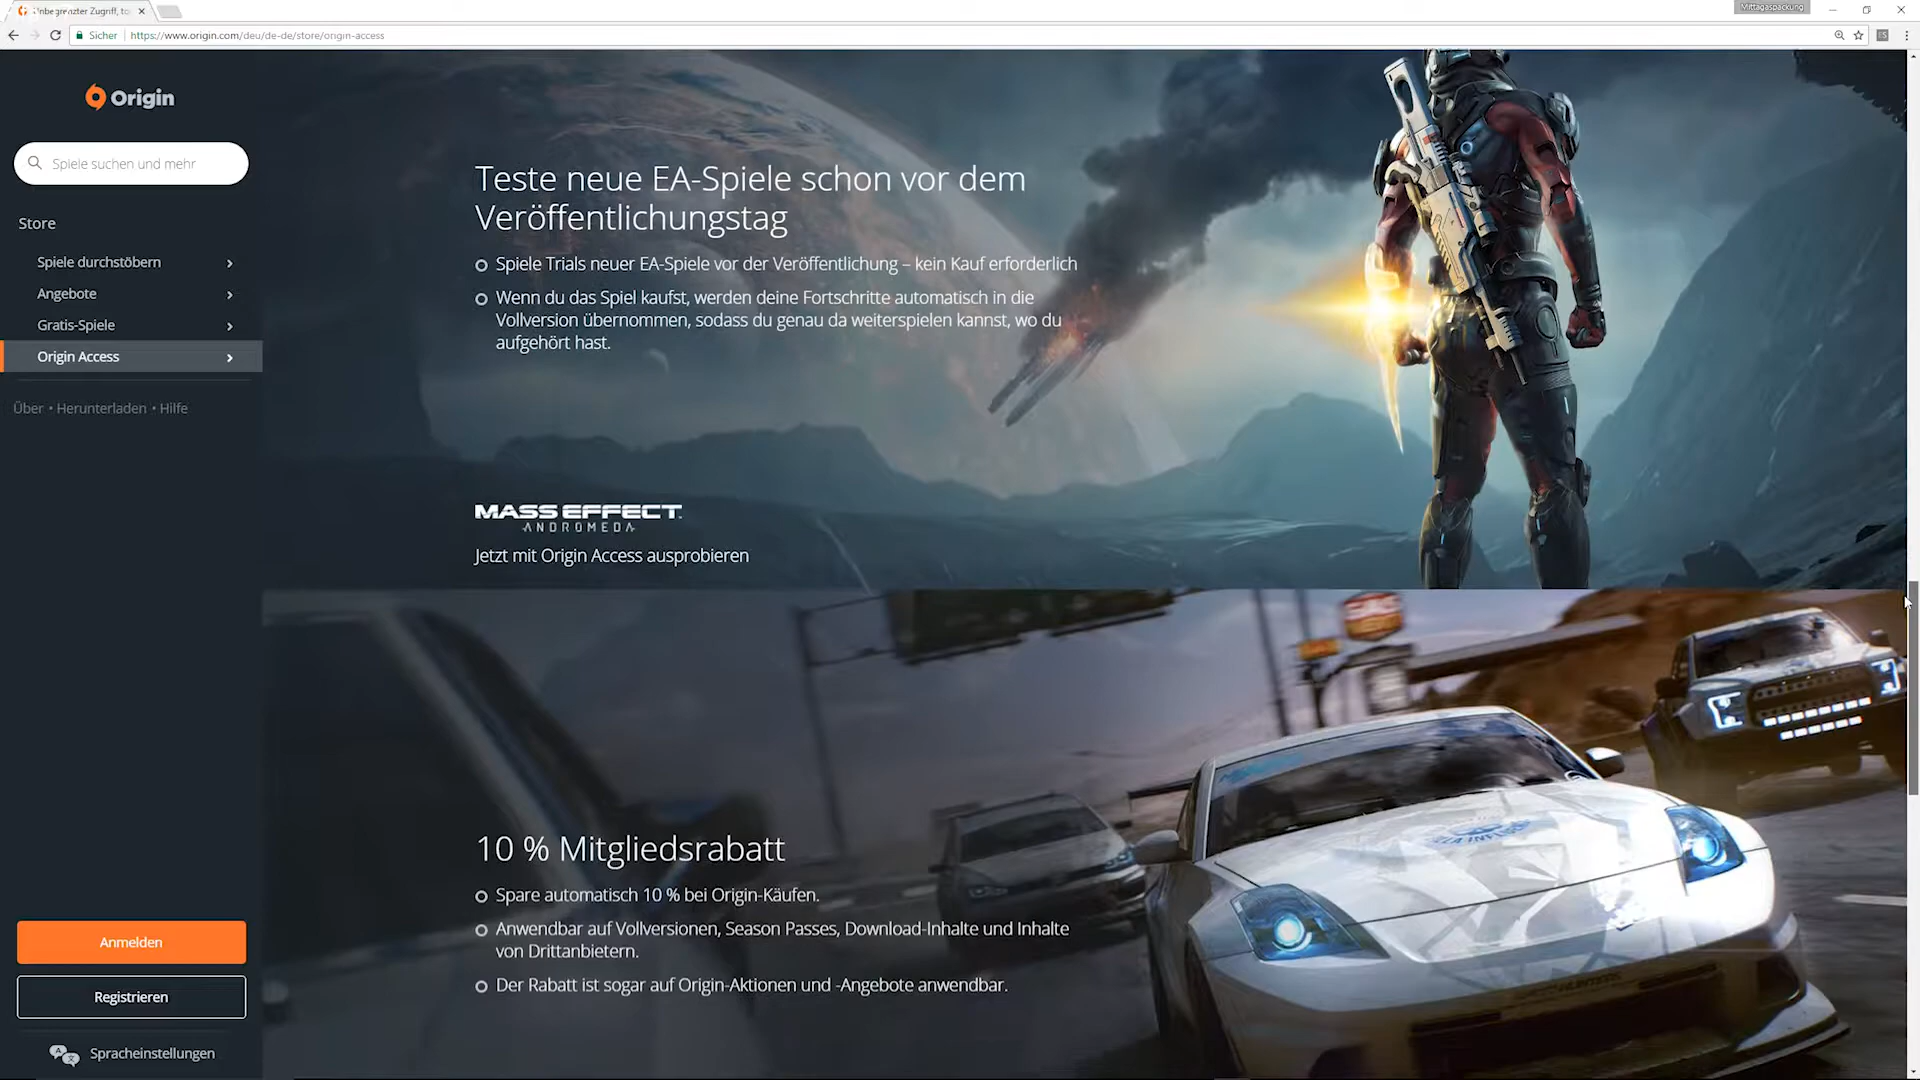 Unbegrenzter Zugriff, to
Mittagaspackung
Sicher
https://www.origin.com/deu/de-de/store/origin-access
Origin
Spiele suchen und mehr
Store
Spiele durchstöbern
Angebote
Gratis-Spiele
Origin Access
Über • Herunterladen • Hilfe
Anmelden
Registrieren
Spracheinstellungen
Teste neue EA-Spiele schon vor dem
Veröffentlichungstag
Spiele Trials neuer EA-Spiele vor der Veröffentlichung – kein Kauf erforderlich
Wenn du das Spiel kaufst, werden deine Fortschritte automatisch in die
Vollversion übernommen, sodass du genau da weiterspielen kannst, wo du
aufgehört hast.
MASS EFFECT
ANDROMEDA
Jetzt mit Origin Access ausprobieren
10 % Mitgliedsrabatt
Spare automatisch 10 % bei Origin-Käufen.
Anwendbar auf Vollversionen, Season Passes, Download-Inhalte und Inhalte
von Drittanbietern.
Der Rabatt ist sogar auf Origin-Aktionen und -Angebote anwendbar.